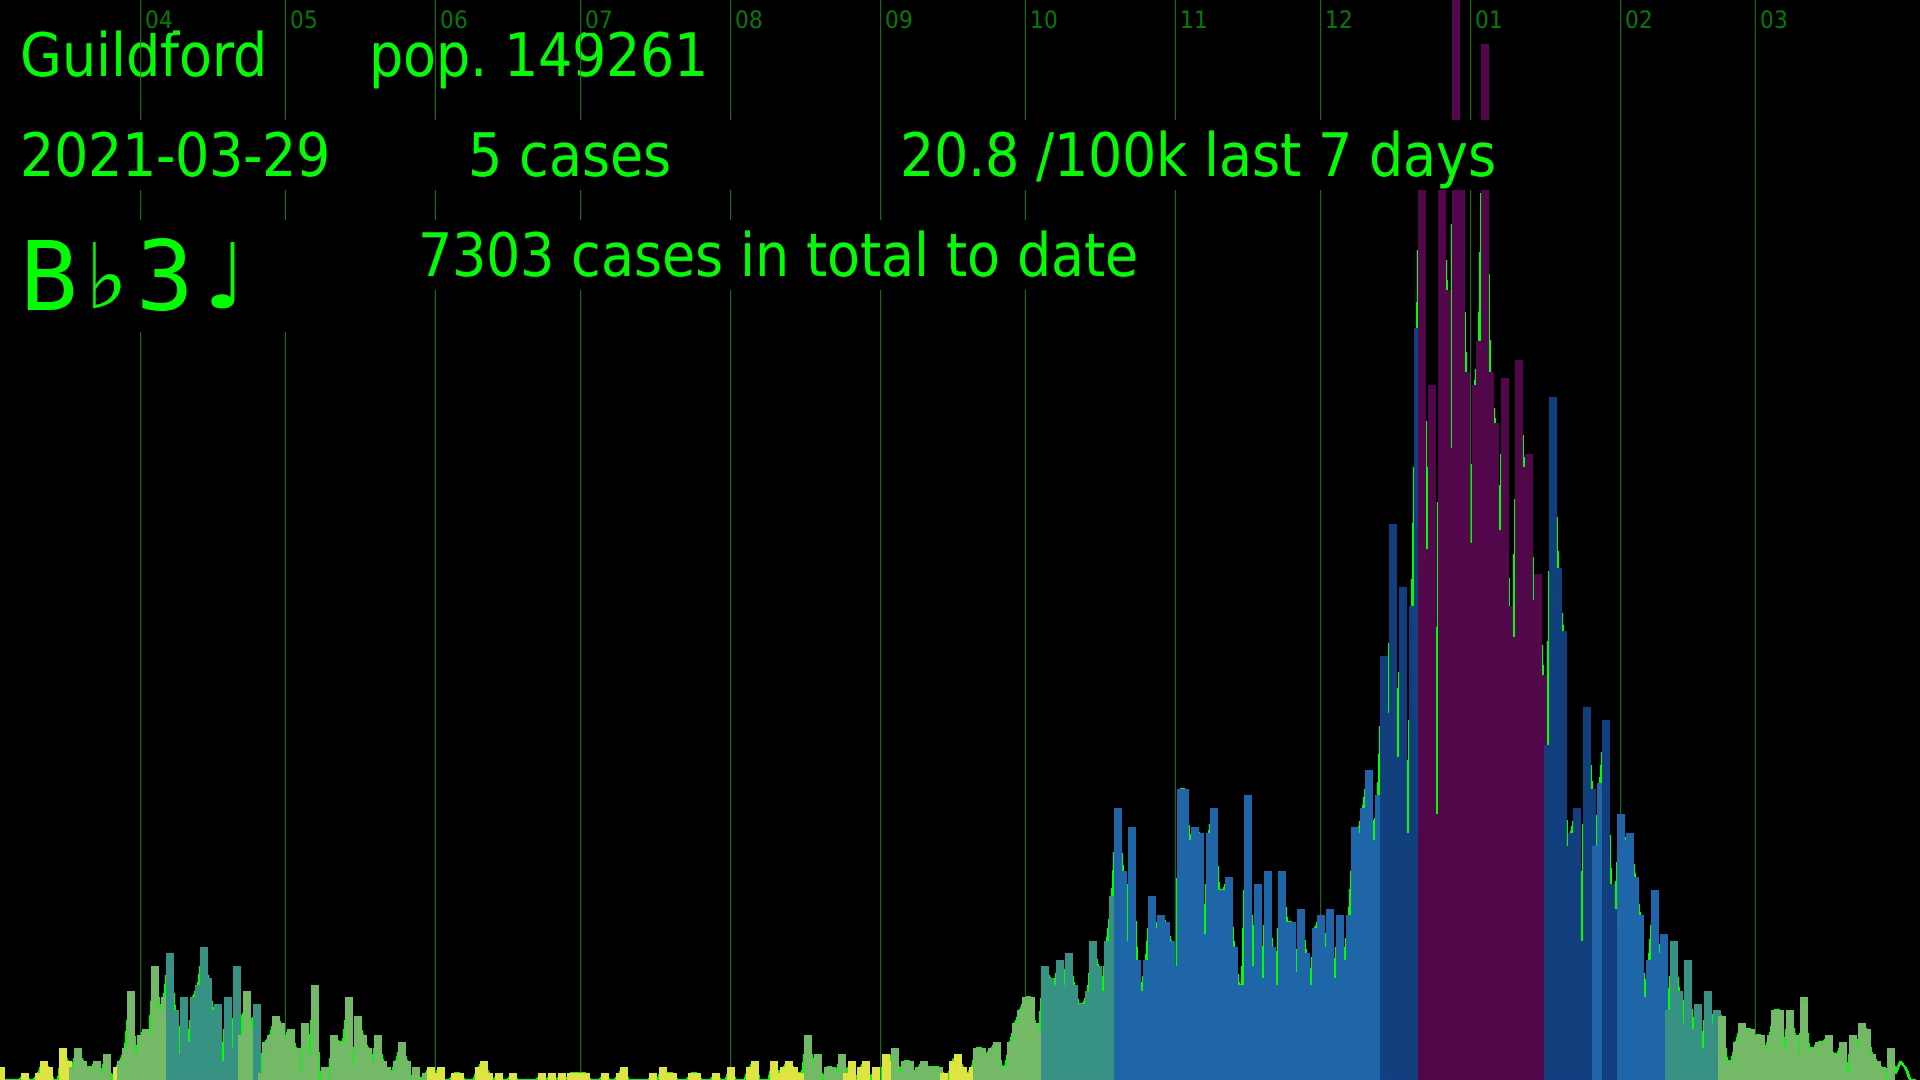 04 05 06 07 08 09 10 11 12 01 02 03
Guildford pop. 149261
2021-03-29 5 cases 20.8 /100k last 7 days
B♭3♩ 7303 cases in total to date